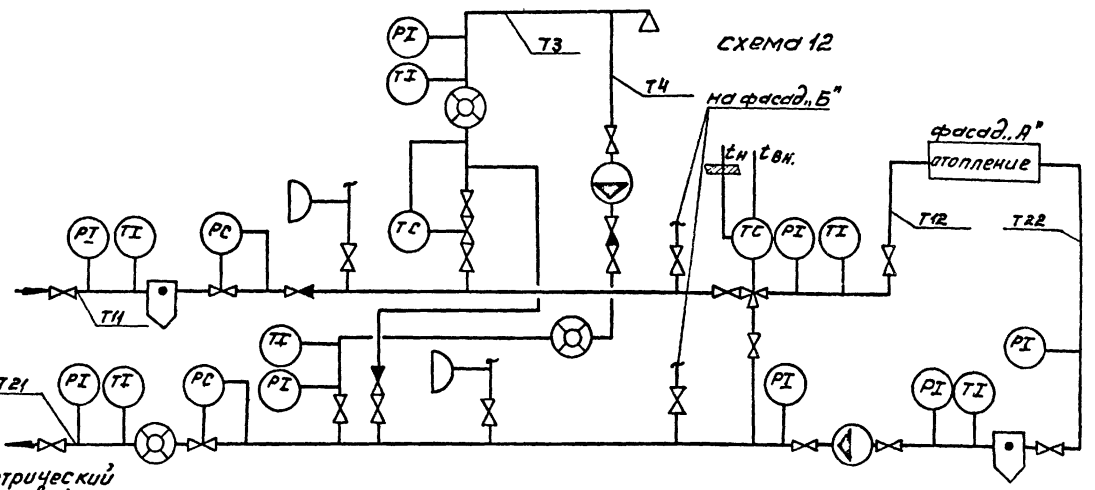 схема 12
PI
T3
TI
T4
на фасад „Б"
фасад „А"
отопление
tн
tвн.
TC
PI
TI
PC
TC
PI
TI
T12
T22
T11
TI
PI
PI
T21
PI
TI
PC
PI
PI
TI
трический